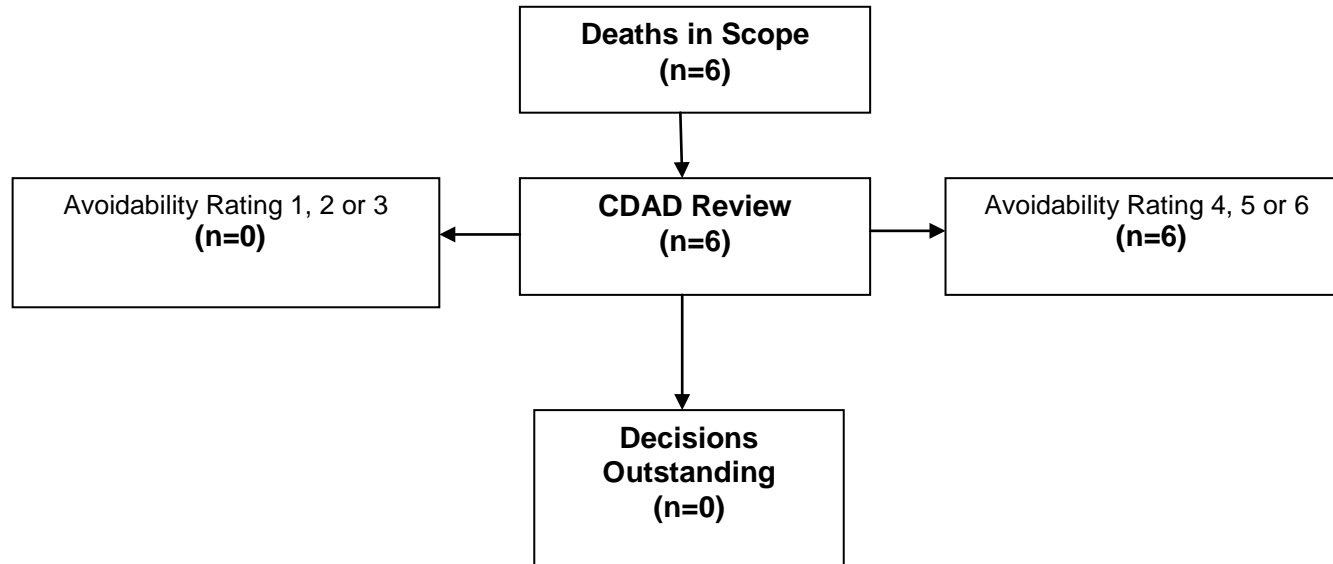 Deaths in Scope
(n=6)
Avoidability Rating 1, 2 or 3
(n=0)
CDAD Review
(n=6)
Avoidability Rating 4, 5 or 6
(n=6)
Decisions
Outstanding
(n=0)